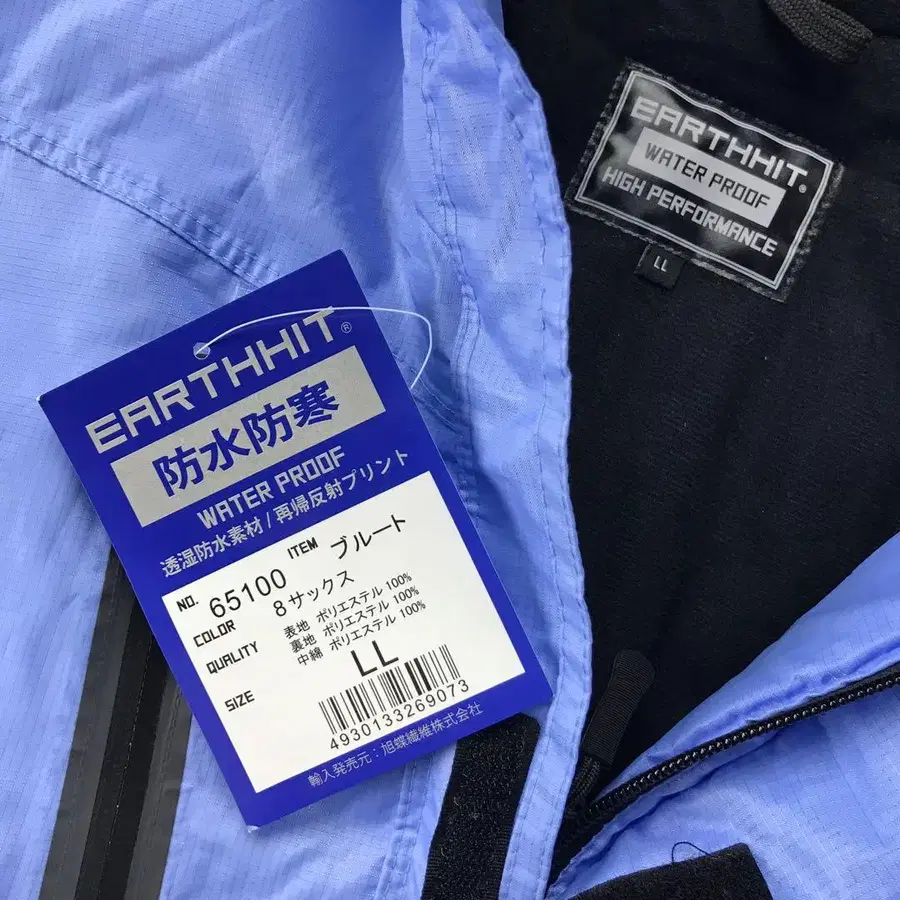 EARTHHIT®
WATER PROOF
HIGH PERFORMANCE
LL
EARTHHIT®
防水防寒
WATER PROOF
透湿防水素材/再帰反射プリント
NO. 65100 ITEM ブルート
COLOR 8サックス
QUALITY 表地 ポリエステル 100%
裏地 ポリエステル 100%
中綿 ポリエステル 100%
SIZE LL
4930133269073
輸入発売元:旭蝶繊維株式会社